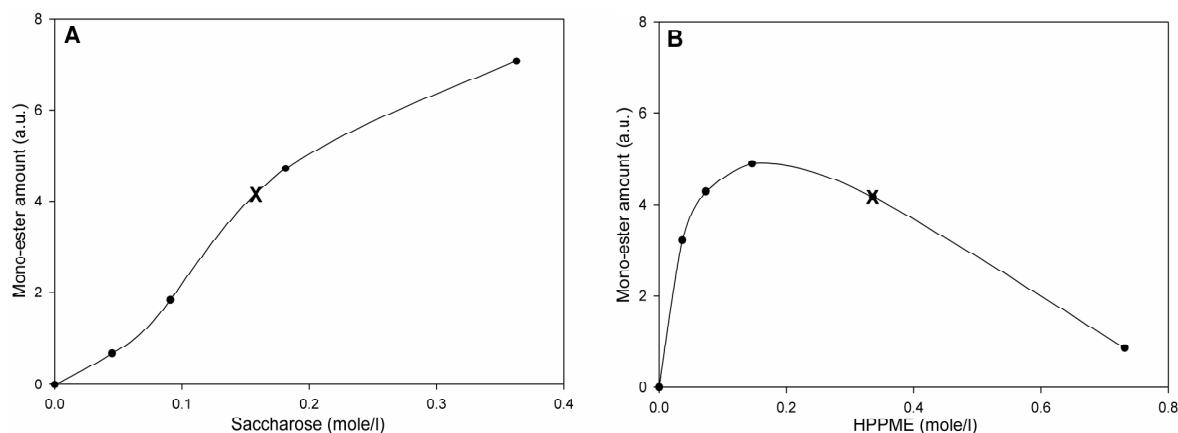 A
Mono-ester amount (a.u.)
8
6
4
2
0
X
0.0 0.1 0.2 0.3 0.4
Saccharose (mole/l)
B
Mono-ester amount (a.u.)
8
6
4
2
0
X
0.0 0.2 0.4 0.6 0.8
HPPME (mole/l)